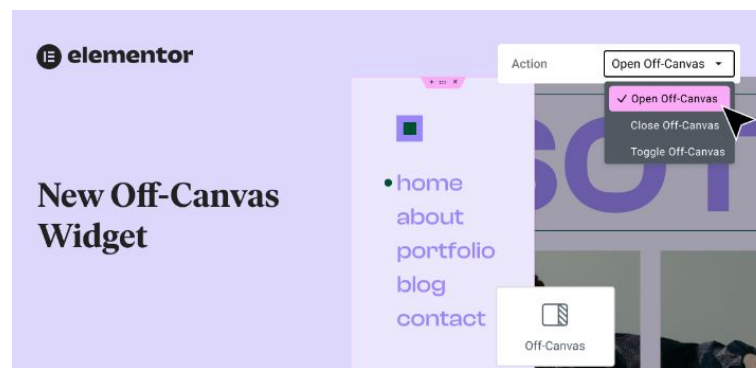 elementor
New Off-Canvas
Widget
Action
Open Off-Canvas
✓ Open Off-Canvas
Close Off-Canvas
Toggle Off-Canvas
home
about
portfolio
blog
contact
Off-Canvas